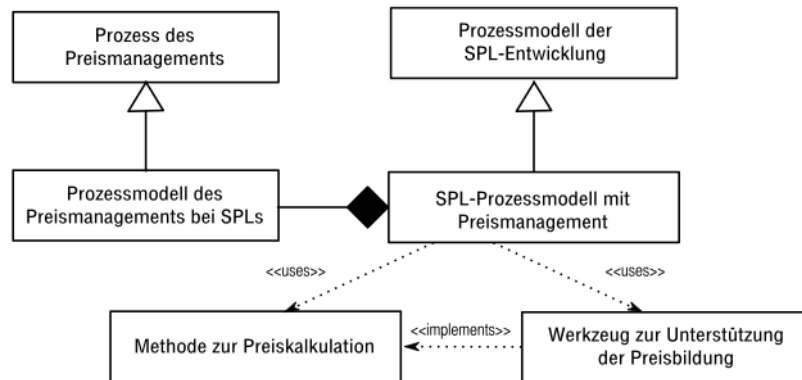 Prozess des
Preismanagements
Prozessmodell der
SPL-Entwicklung
Prozessmodell des
Preismanagements bei SPLs
SPL-Prozessmodell mit
Preismanagement
<<uses>>
<<uses>>
Methode zur Preiskalkulation
<<implements>>
Werkzeug zur Unterstützung
der Preisbildung